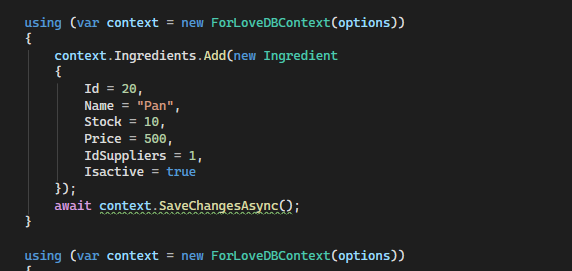 using (var context = new ForLoveDBContext(options))
{
context.Ingredients.Add(new Ingredient
{
Id = 20,
Name = "Pan",
Stock = 10,
Price = 500,
IdSuppliers = 1,
Isactive = true
});
await context.SaveChangesAsync();
}
using (var context = new ForLoveDBContext(options))
{